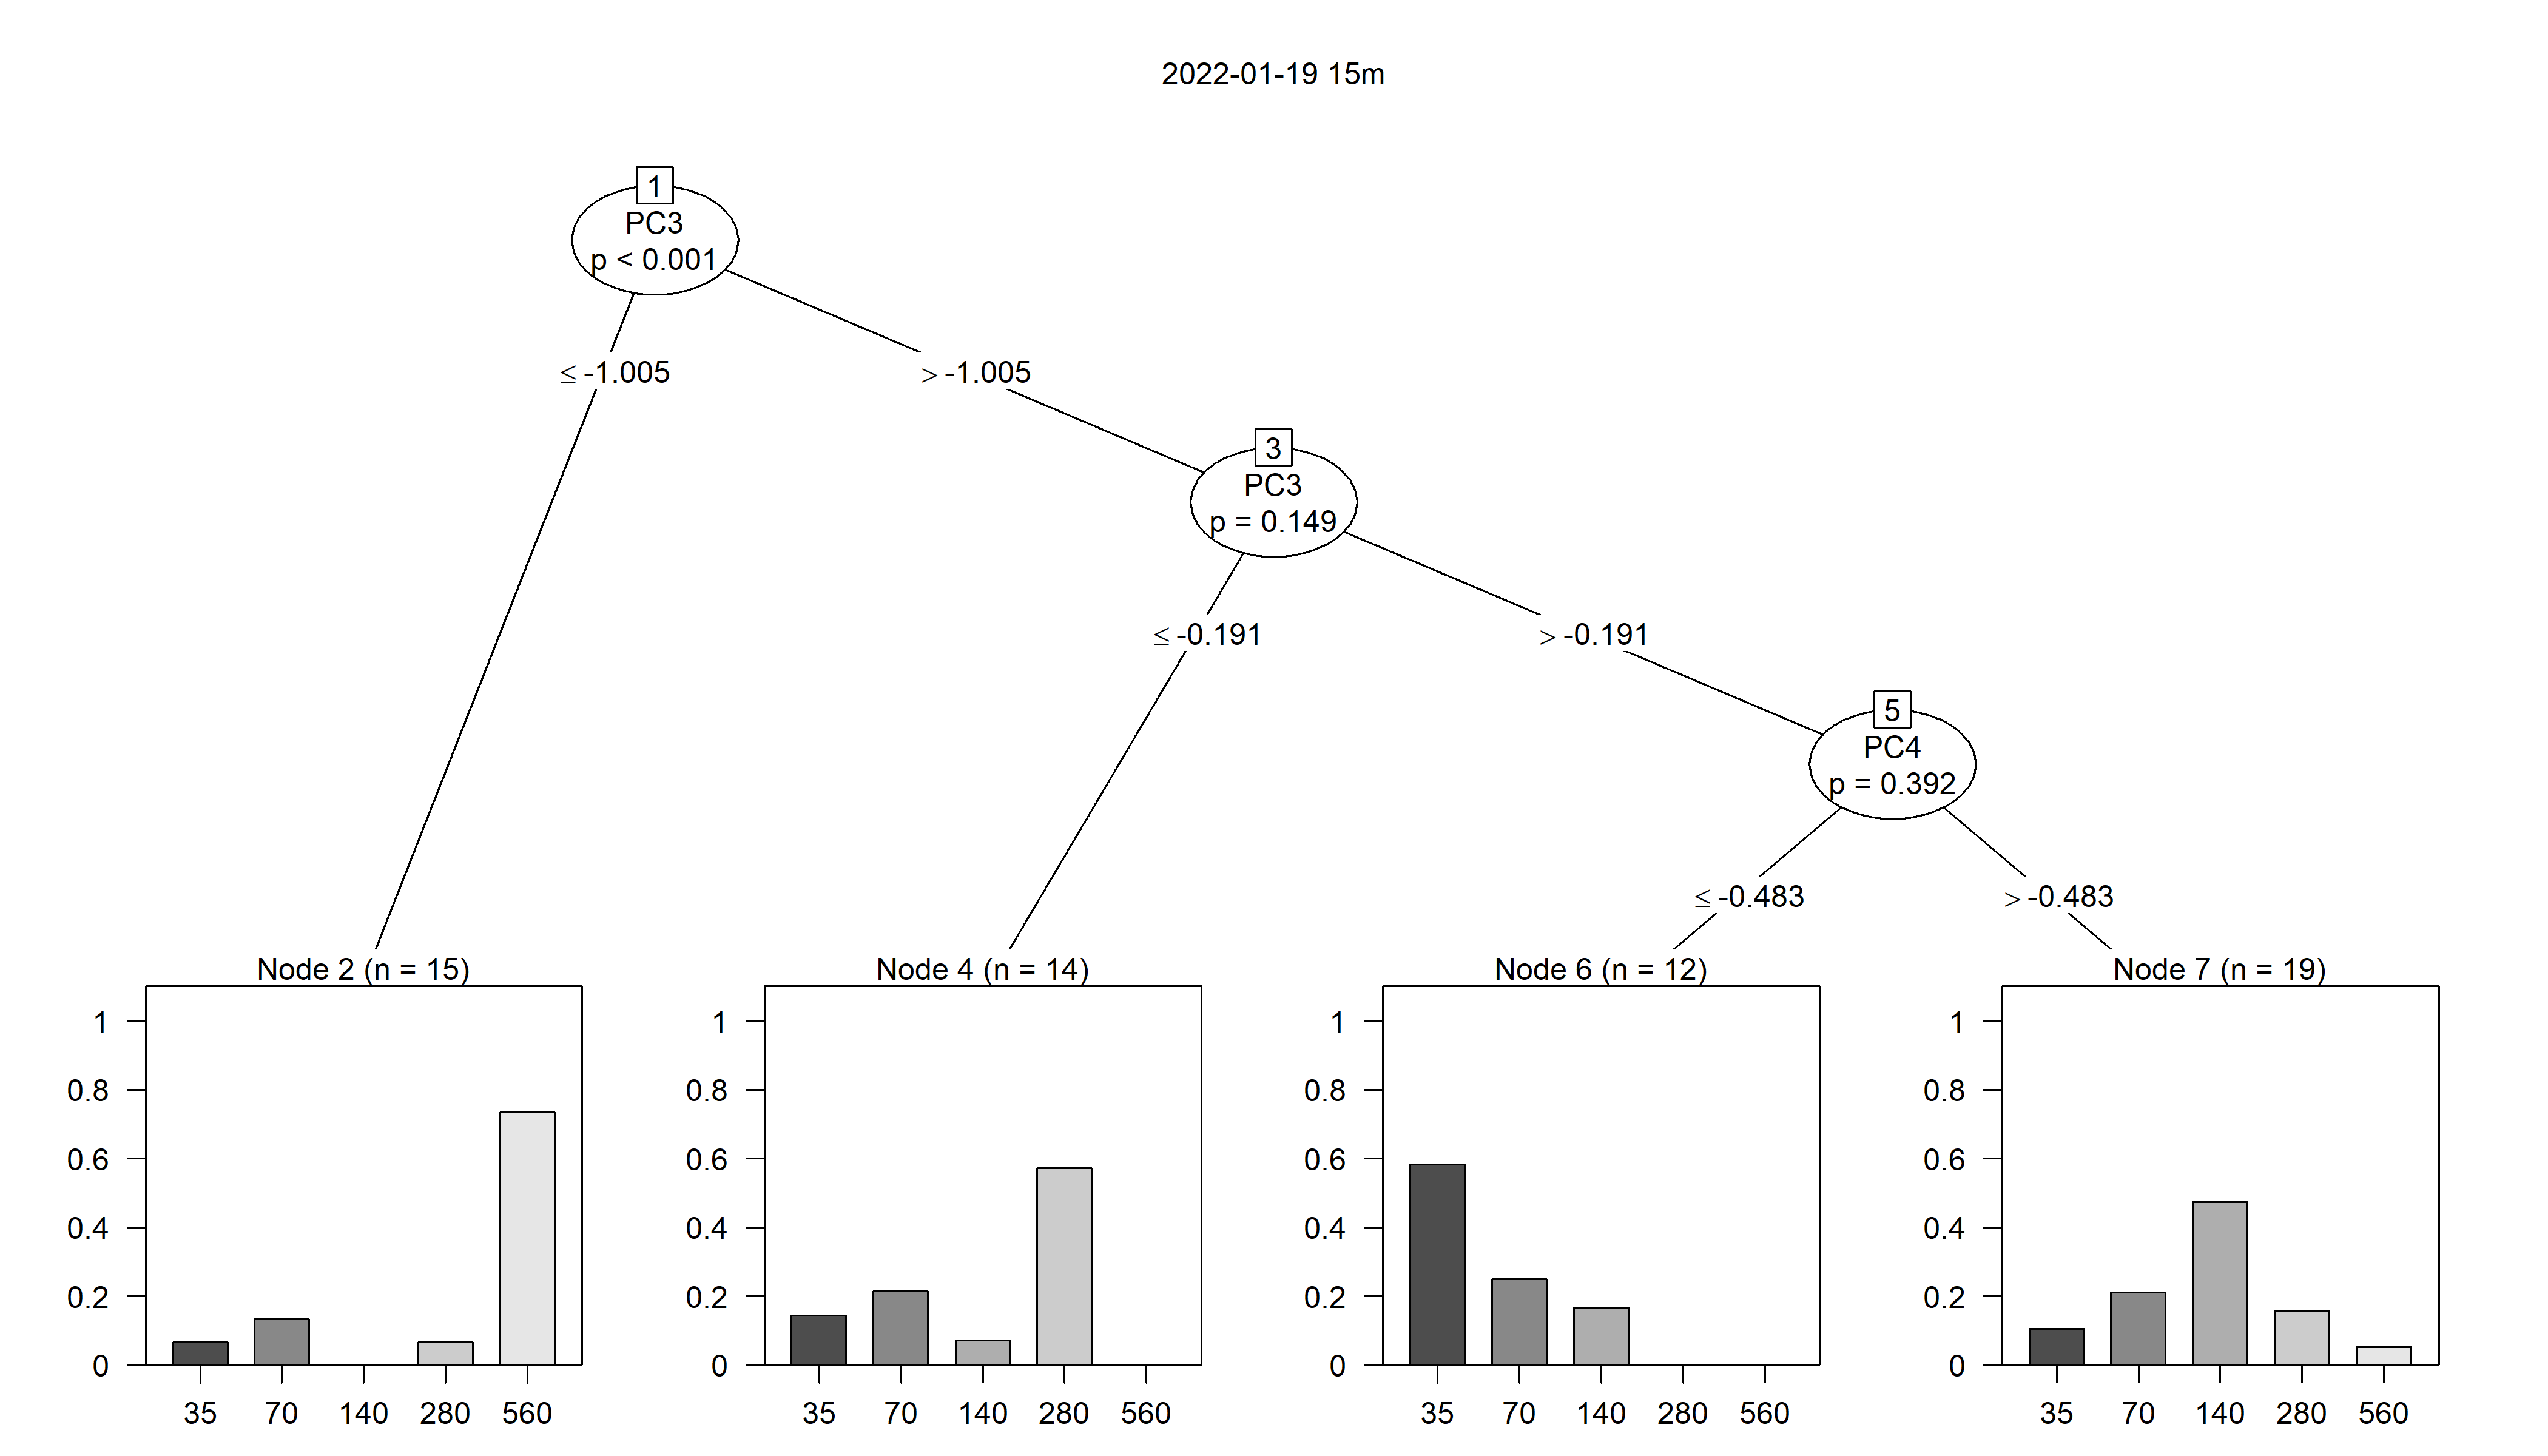 2022-01-19 15m
1
PC3
p < 0.001
≤ -1.005
> -1.005
3
PC3
p = 0.149
≤ -0.191
> -0.191
5
PC4
p = 0.392
≤ -0.483
> -0.483
Node 2 (n = 15)
1
0.8
0.6
0.4
0.2
0
35 70 140 280 560
Node 4 (n = 14)
1
0.8
0.6
0.4
0.2
0
35 70 140 280 560
Node 6 (n = 12)
1
0.8
0.6
0.4
0.2
0
35 70 140 280 560
Node 7 (n = 19)
1
0.8
0.6
0.4
0.2
0
35 70 140 280 560